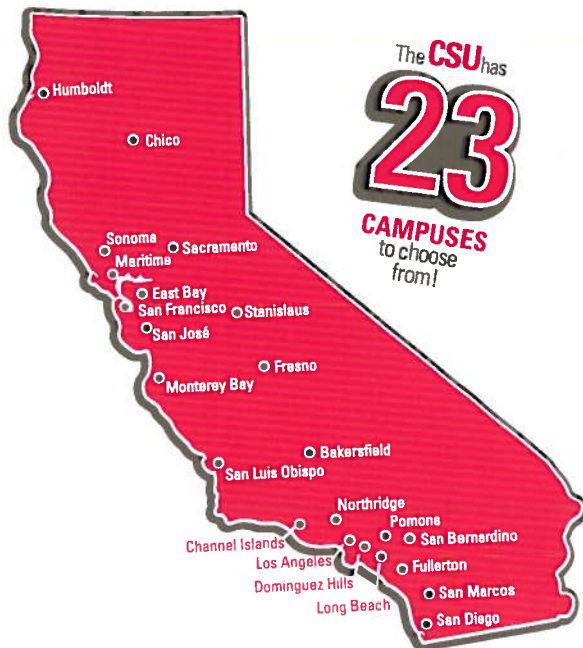 The CSU has
23
CAMPUSES
to choose
from!
Humboldt
Chico
Sonoma
Sacramento
Maritime
East Bay
San Francisco
Stanislaus
San José
Fresno
Monterey Bay
Bakersfield
San Luis Obispo
Northridge
Pomona
Channel Islands
San Bernardino
Los Angeles
Fullerton
Dominguez Hills
San Marcos
Long Beach
San Diego